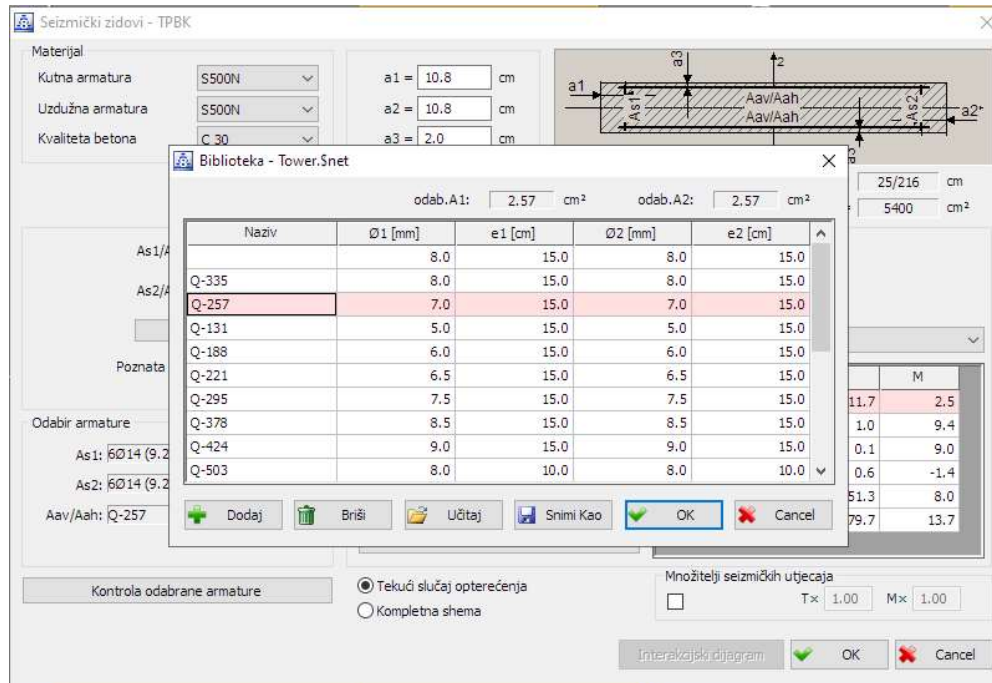 Seizmički zidovi - TPBK
Materijal
Kutna armatura S500N
Uzdužna armatura S500N
Kvaliteta betona C 30
a1 = 10.8 cm
a2 = 10.8 cm
a3 = 2.0 cm
a3
2
a1
As1
Aav/Aah
Aav/Aah
As2
a2
a3
25/216 cm
5400 cm²
Biblioteka - Tower.$net
odab.A1: 2.57 cm² odab.A2: 2.57 cm²
Naziv Ø1 [mm] e1 [cm] Ø2 [mm] e2 [cm]
8.0 15.0 8.0 15.0
Q-335 8.0 15.0 8.0 15.0
Q-257 7.0 15.0 7.0 15.0
Q-131 5.0 15.0 5.0 15.0
Q-188 6.0 15.0 6.0 15.0
Q-221 6.5 15.0 6.5 15.0
Q-295 7.5 15.0 7.5 15.0
Q-378 8.5 15.0 8.5 15.0
Q-424 9.0 15.0 9.0 15.0
Q-503 8.0 10.0 8.0 10.0
Dodaj Briši Učitaj Snimi Kao OK Cancel
As1/A
As2/A
Poznata
M
11.7 2.5
1.0 9.4
0.1 9.0
0.6 -1.4
51.3 8.0
79.7 13.7
Odabir armature
As1: 6Ø14 (9.2
As2: 6Ø14 (9.2
Aav/Aah: Q-257
Kontrola odabrane armature
Tekući slučaj opterećenja
Kompletna shema
Množitelji seizmičkih utjecaja
T× 1.00 M× 1.00
Interakcijski dijagram OK Cancel